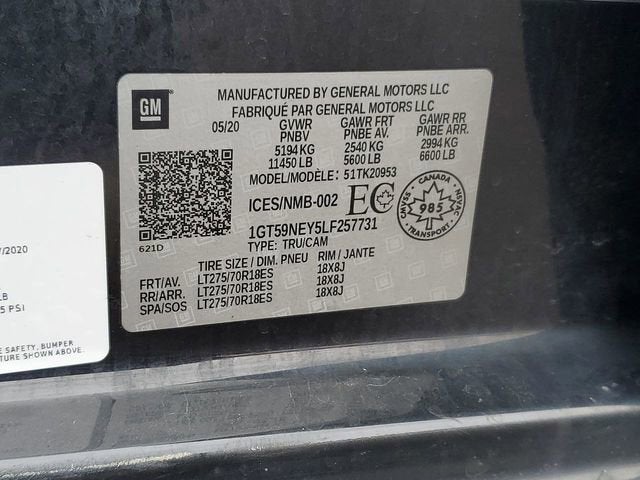 GM
MANUFACTURED BY GENERAL MOTORS LLC
FABRIQUÉ PAR GENERAL MOTORS LLC
05/20 GVWR GAWR FRT GAWR RR
PNBV PNBE AV. PNBE ARR.
5194 KG 2540 KG 2994 KG
11450 LB 5600 LB 6600 LB
MODEL/MODÈLE: 51TK20953
ICES/NMB-002 EC
CANADA
CMVSS 985 NSVAC
1GT59NEY5LF257731
621D
TYPE: TRU/CAM
TIRE SIZE / DIM. PNEU RIM / JANTE
FRT/AV. LT275/70R18ES 18X8J
RR/ARR. LT275/70R18ES 18X8J
SPA/SOS LT275/70R18ES 18X8J
/2020
LB
5 PSI
E SAFETY, BUMPER
TURE SHOWN ABOVE.